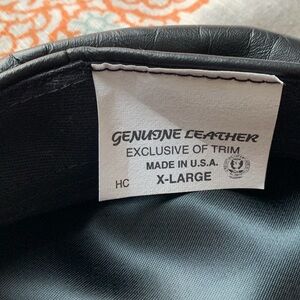 GENUINE LEATHER
EXCLUSIVE OF TRIM
MADE IN U.S.A.
HC X-LARGE